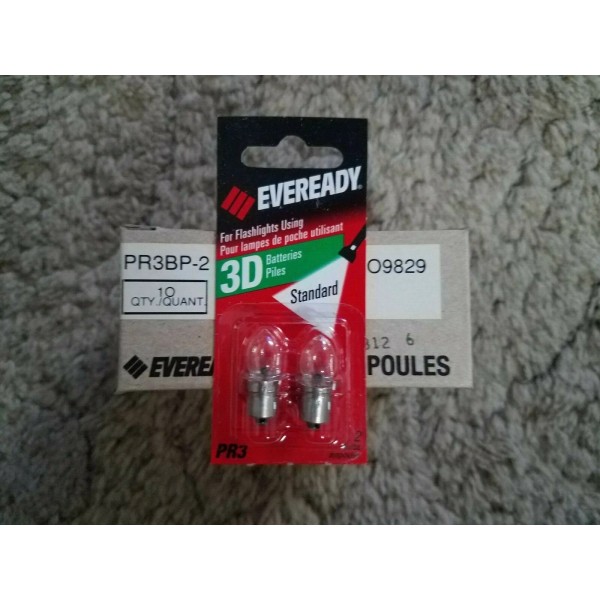 EVEREADY
For Flashlights Using
Pour lampes de poche utilisant
3D
Batteries
Piles
Standard
PR3
2
PR3BP-2
10
QTY./QUANT.
EVEREA
O9829
312 6
POULES